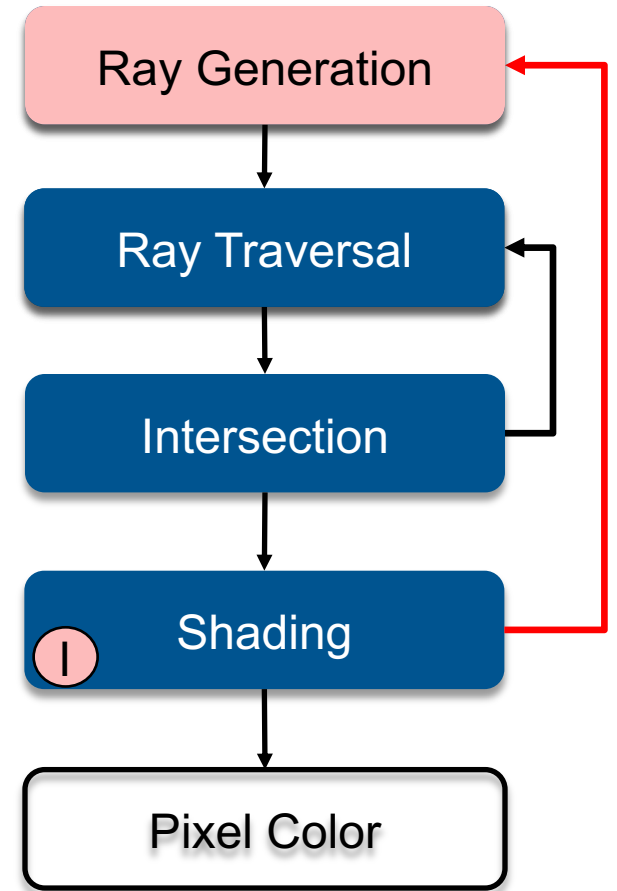 Ray Generation
Ray Traversal
Intersection
Shading
I
Pixel Color